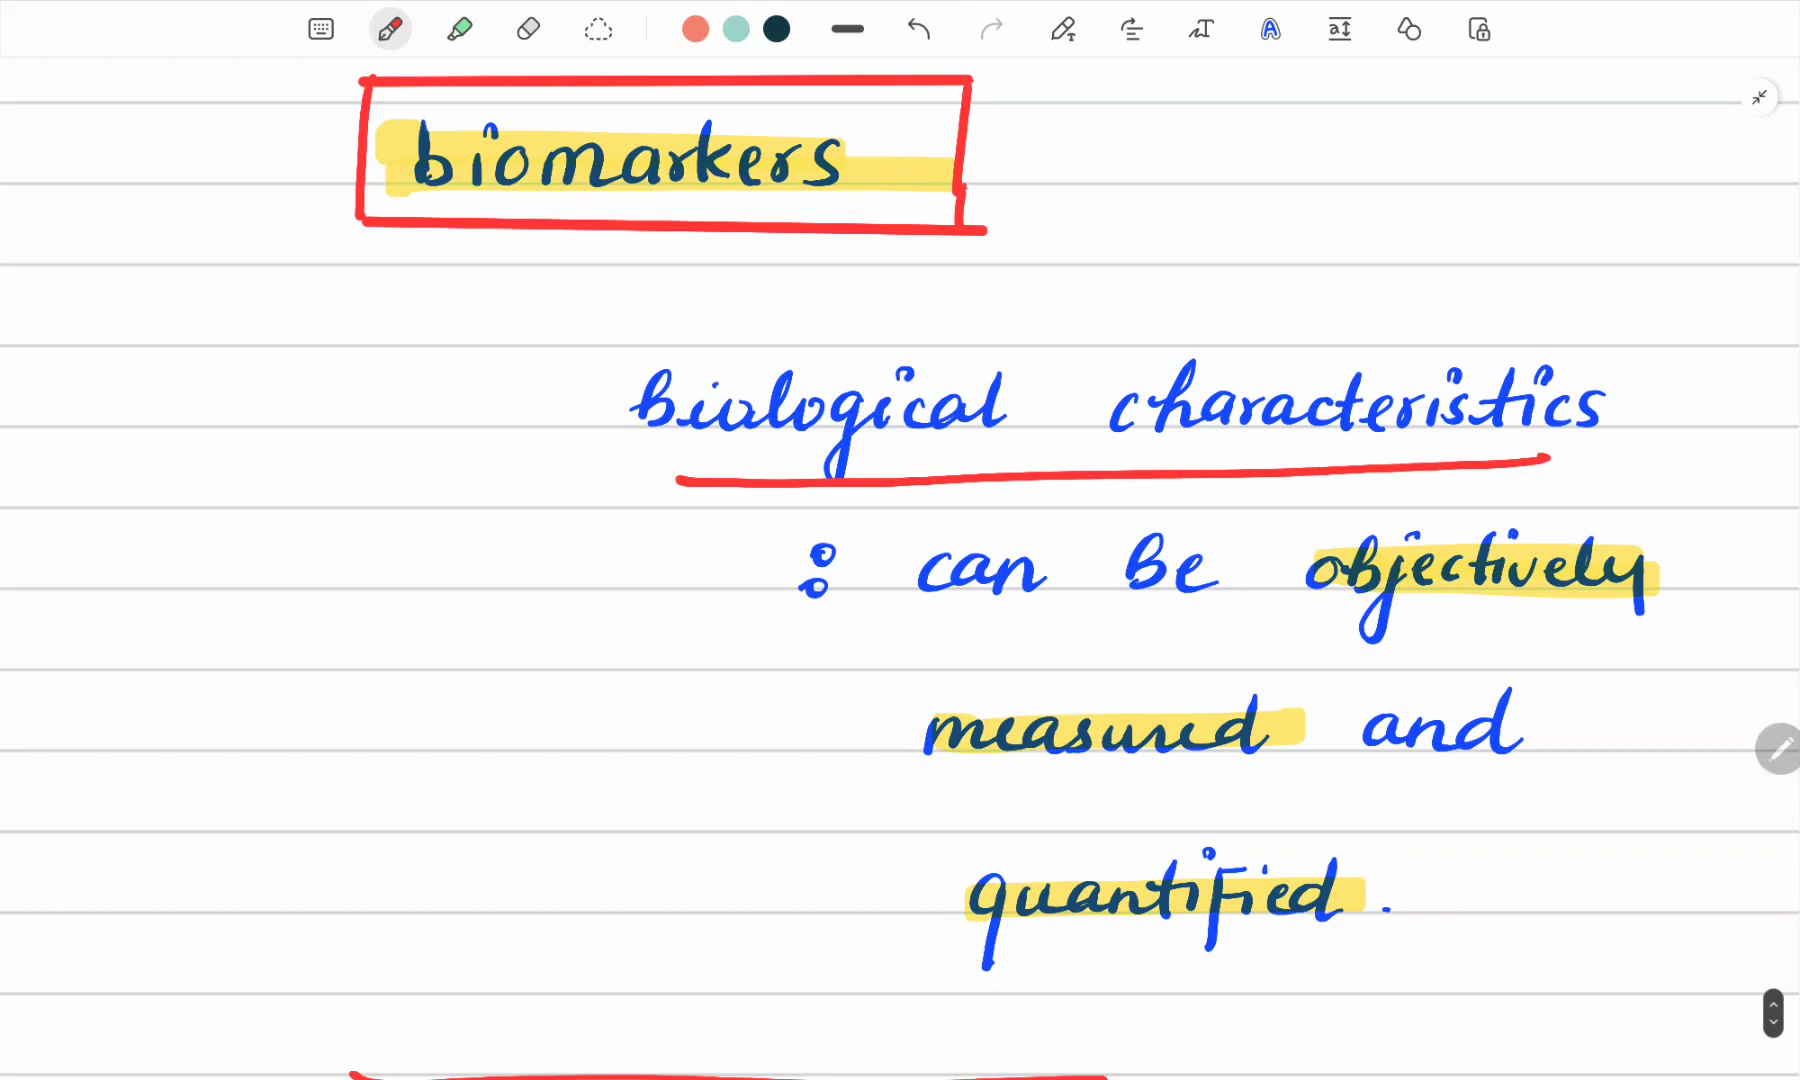 biomarkers
biological characteristics
: can be objectively
measured and
quantified.